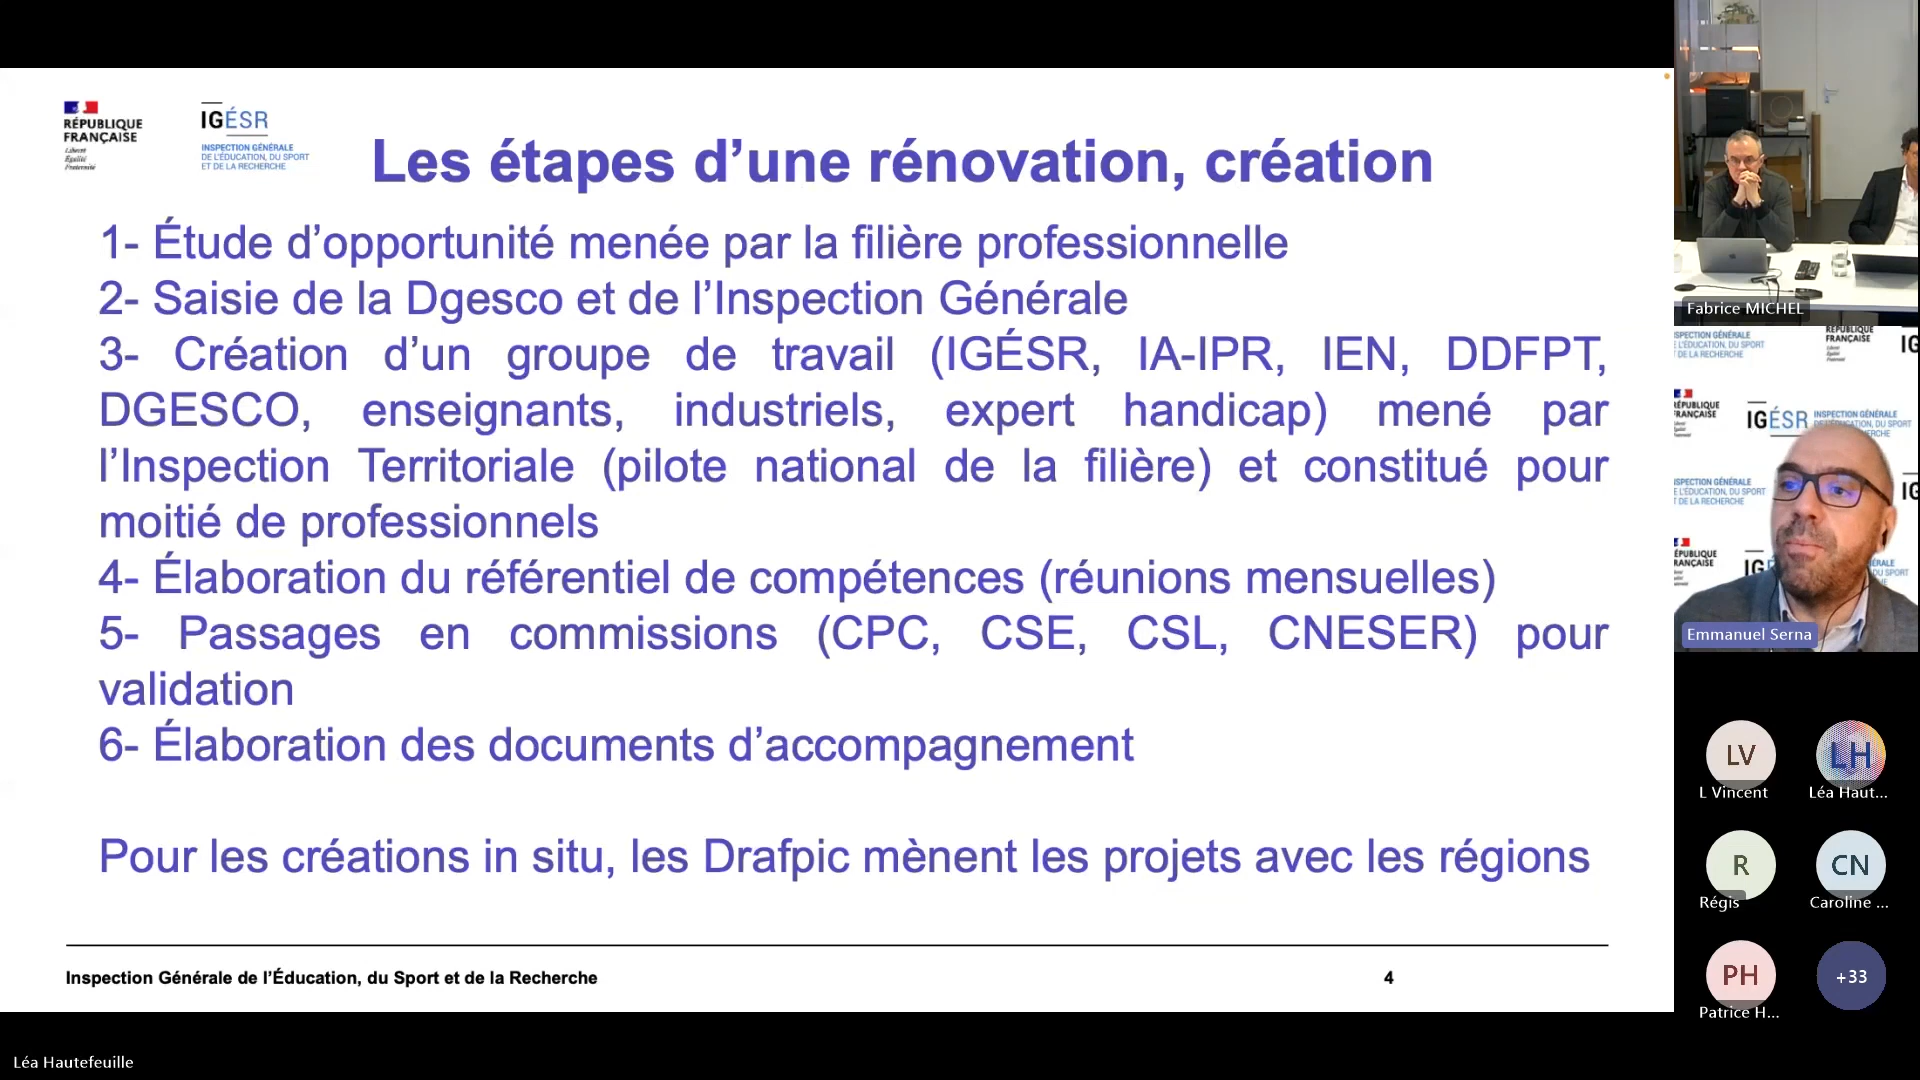 RÉPUBLIQUE
FRANÇAISE
Liberté
Égalité
Fraternité
IGÉSR
INSPECTION GÉNÉRALE
DE L'ÉDUCATION, DU SPORT
ET DE LA RECHERCHE
Les étapes d’une rénovation, création
1- Étude d’opportunité menée par la filière professionnelle
2- Saisie de la Dgesco et de l’Inspection Générale
3- Création d’un groupe de travail (IGÉSR, IA-IPR, IEN, DDFPT,
DGESCO, enseignants, industriels, expert handicap) mené par
l’Inspection Territoriale (pilote national de la filière) et constitué pour
moitié de professionnels
4- Élaboration du référentiel de compétences (réunions mensuelles)
5- Passages en commissions (CPC, CSE, CSL, CNESER) pour
validation
6- Élaboration des documents d’accompagnement
Pour les créations in situ, les Drafpic mènent les projets avec les régions
Inspection Générale de l’Éducation, du Sport et de la Recherche
4
Léa Hautefeuille
Fabrice MICHEL
IGÉSR
INSPECTION GÉNÉRALE
Emmanuel Serna
LV
L Vincent
LH
Léa Haut...
R
Régis
CN
Caroline ...
PH
Patrice H...
+33